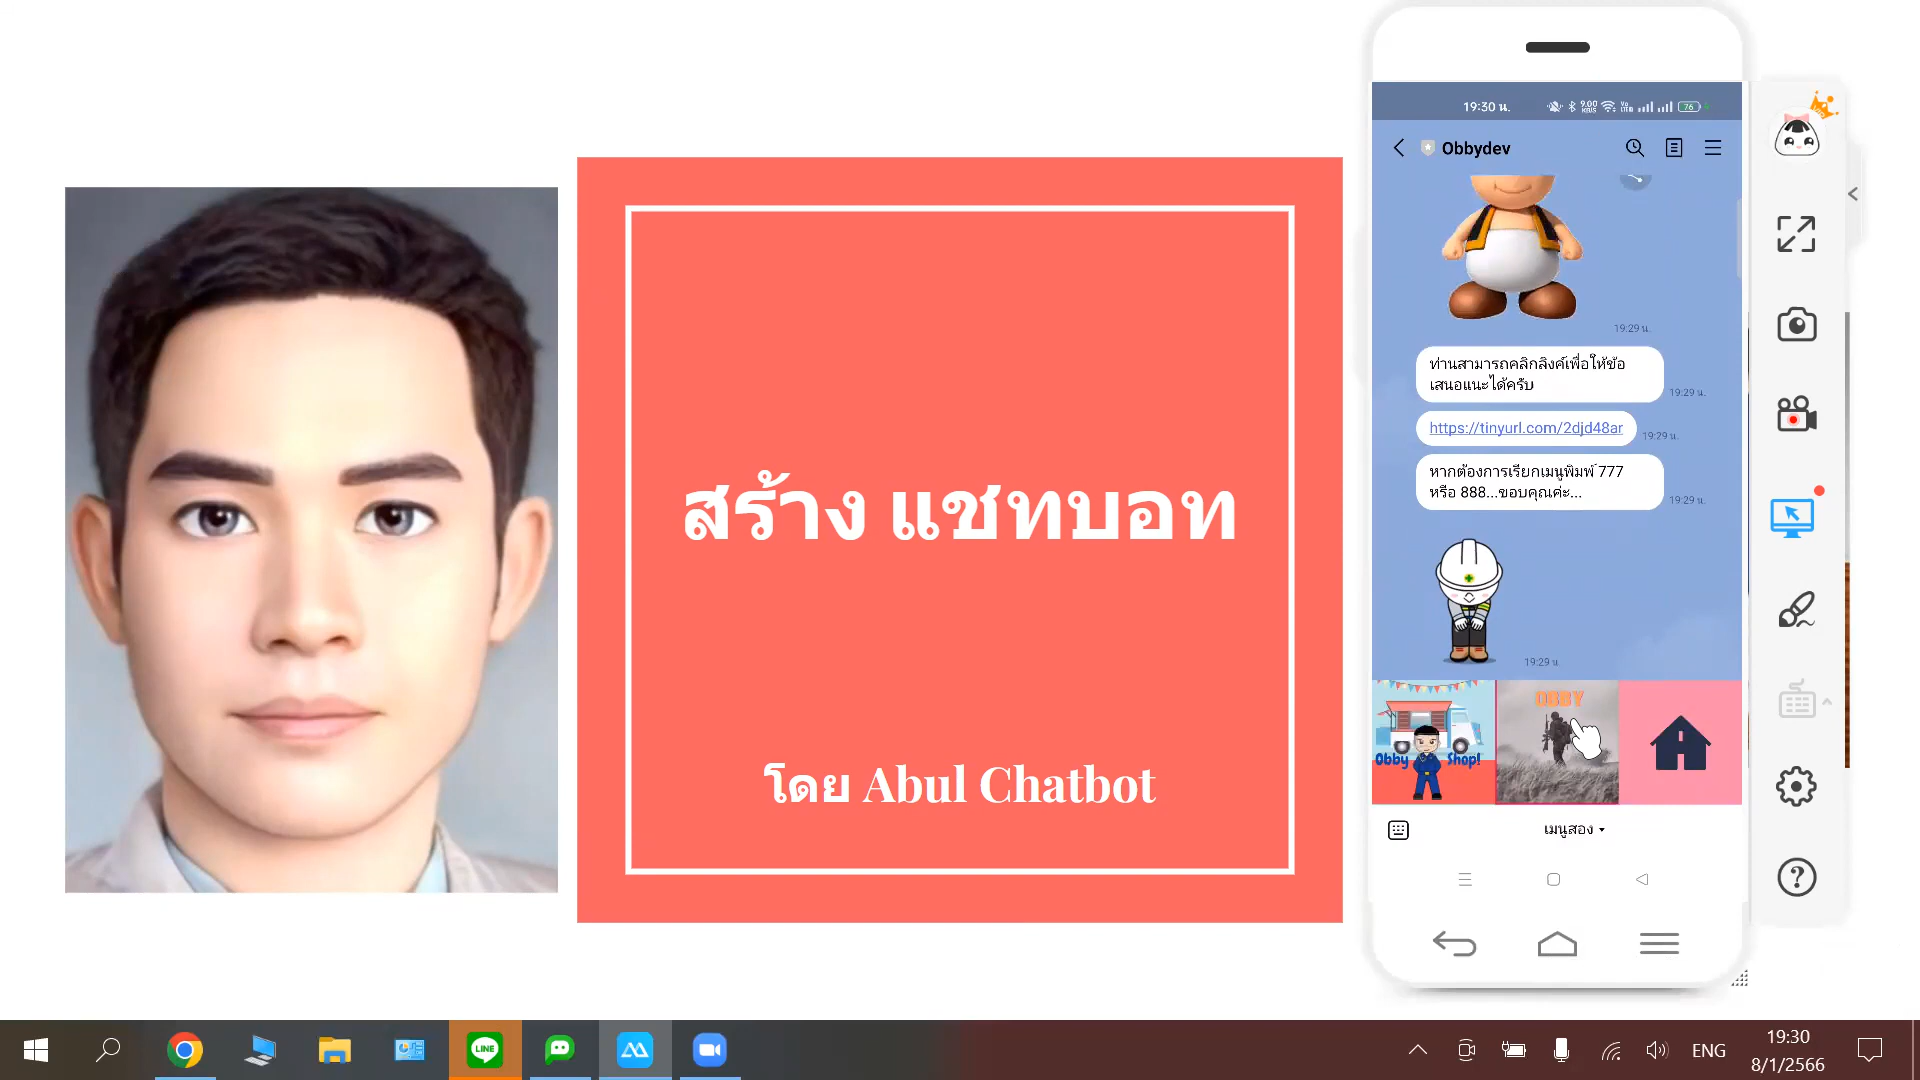 สร้าง แชทบอท
โดย Abul Chatbot
19:30 น.
9.00
KB/S
76
Obbydev
19:29 น.
ท่านสามารถคลิกลิงค์เพื่อให้ข้อ
เสนอแนะได้ครับ
19:29 น.
https://tinyurl.com/2djd48ar
19:29 น.
หากต้องการเรียกเมนูพิมพ์ 777
หรือ 888...ขอบคุณค่ะ...
19:29 น.
19:29 น.
Obby Shop!
OBBY
เมนูสอง
LINE
ENG
19:30
8/1/2566